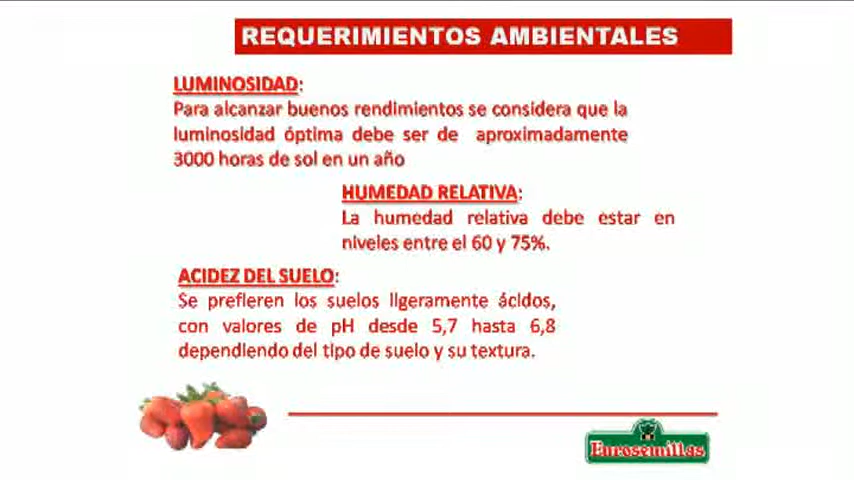 REQUERIMIENTOS AMBIENTALES
LUMINOSIDAD:
Para alcanzar buenos rendimientos se considera que la
luminosidad óptima debe ser de aproximadamente
3000 horas de sol en un año
HUMEDAD RELATIVA:
La humedad relativa debe estar en
niveles entre el 60 y 75%.
ACIDEZ DEL SUELO:
Se prefieren los suelos ligeramente ácidos,
con valores de pH desde 5,7 hasta 6,8
dependiendo del tipo de suelo y su textura.
Eurosemillas